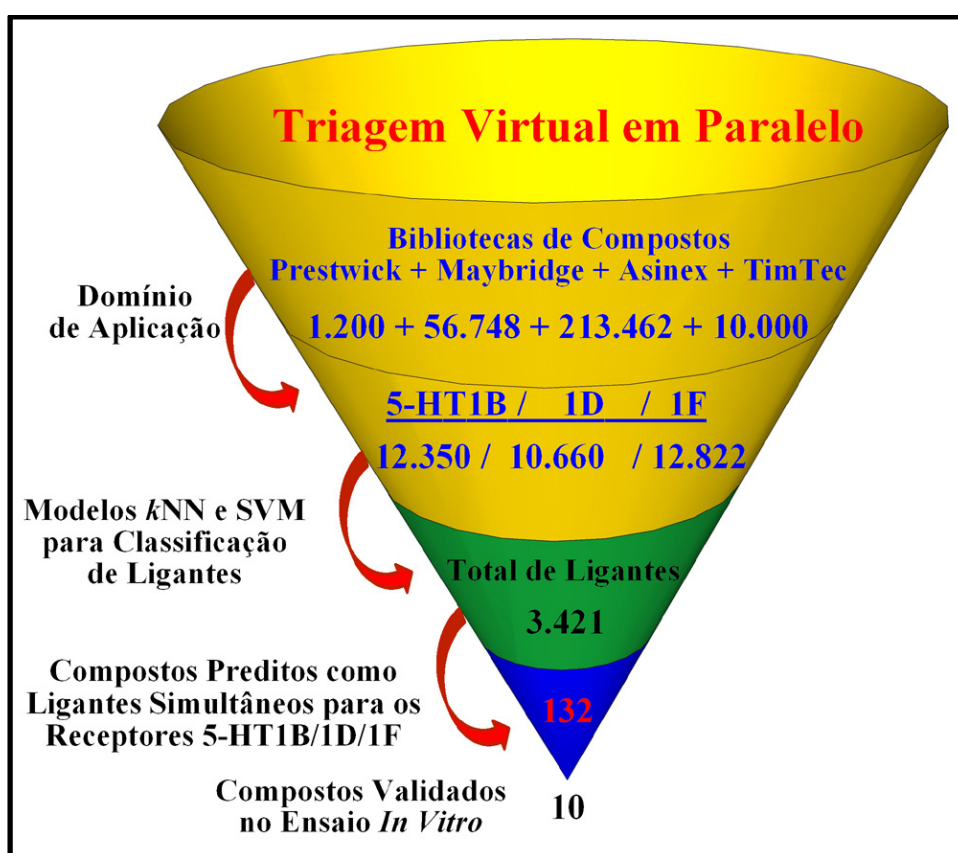 Triagem Virtual em Paralelo
Bibliotecas de Compostos
Prestwick + Maybridge + Asinex + TimTec
1.200 + 56.748 + 213.462 + 10.000
Domínio
de Aplicação
5-HT1B / 1D / 1F
12.350 / 10.660 / 12.822
Modelos kNN e SVM
para Classificação
de Ligantes
Total de Ligantes
3.421
Compostos Preditos como
Ligantes Simultâneos para os
Receptores 5-HT1B/1D/1F
132
Compostos Validados
no Ensaio In Vitro
10